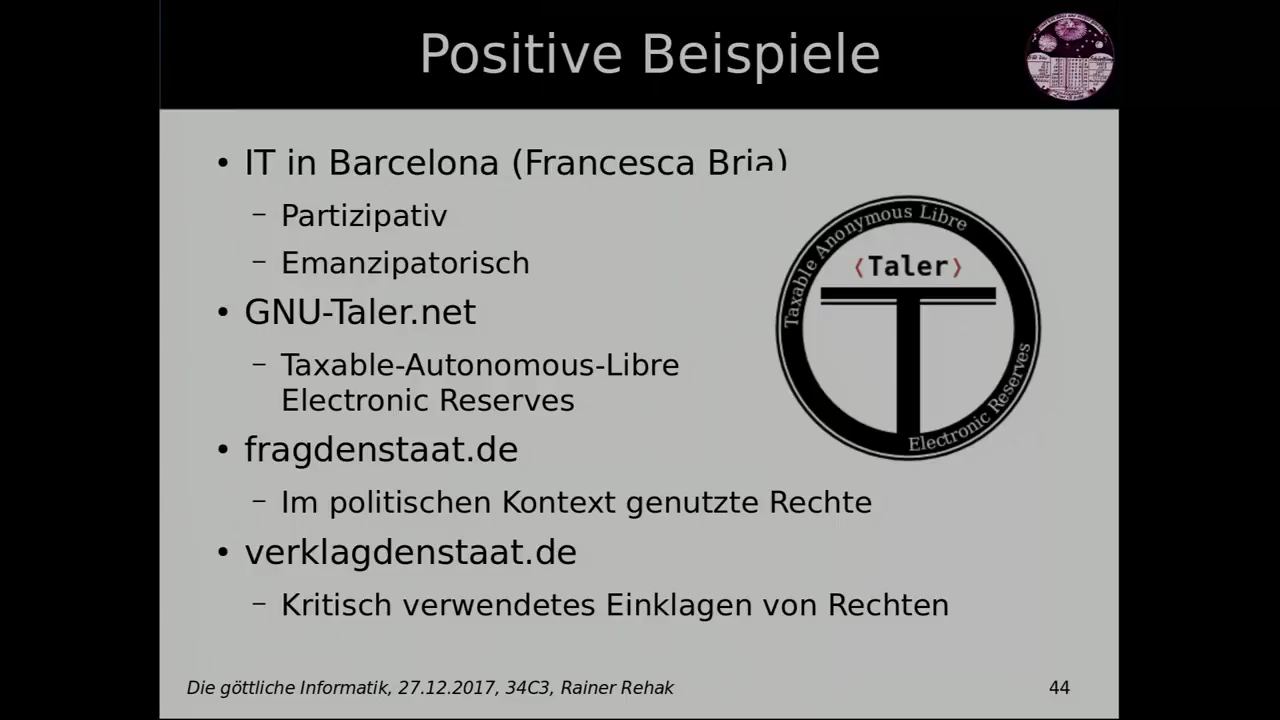 Positive Beispiele
• IT in Barcelona (Francesca Bria)
– Partizipativ
– Emanzipatorisch
• GNU-Taler.net
– Taxable-Autonomous-Libre
Electronic Reserves
• fragdenstaat.de
– Im politischen Kontext genutzte Rechte
• verklagdenstaat.de
– Kritisch verwendetes Einklagen von Rechten
Taxable Anonymous Libre
⟨Taler⟩
Electronic Reserves
Die göttliche Informatik, 27.12.2017, 34C3, Rainer Rehak
44